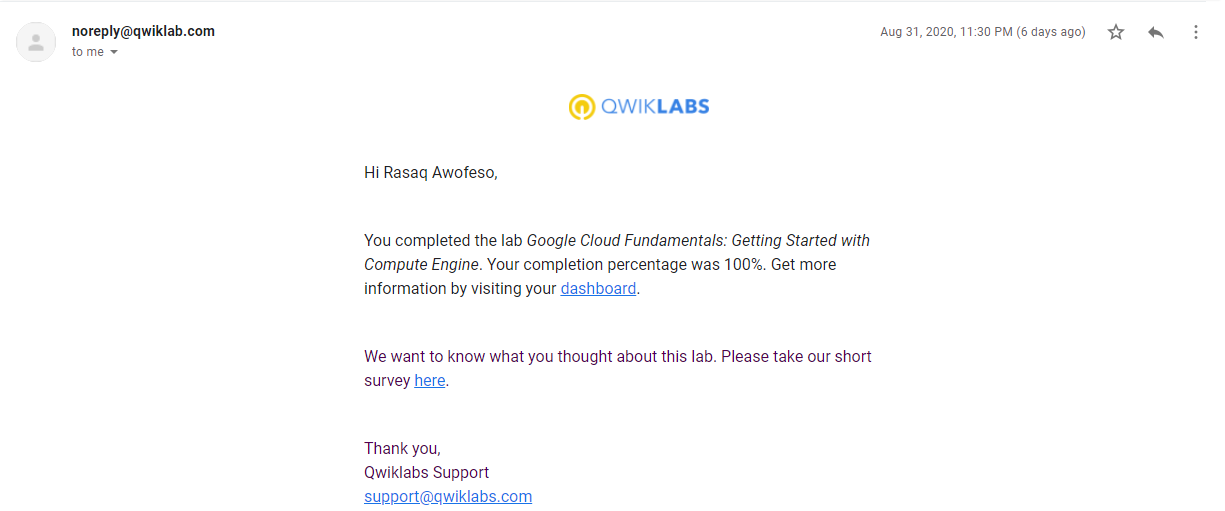 noreply@qwiklab.com
Aug 31, 2020, 11:30 PM (6 days ago)
to me
QWIKLABS
Hi Rasaq Awofeso,
You completed the lab Google Cloud Fundamentals: Getting Started with
Compute Engine. Your completion percentage was 100%. Get more
information by visiting your dashboard.
We want to know what you thought about this lab. Please take our short
survey here.
Thank you,
Qwiklabs Support
support@qwiklabs.com